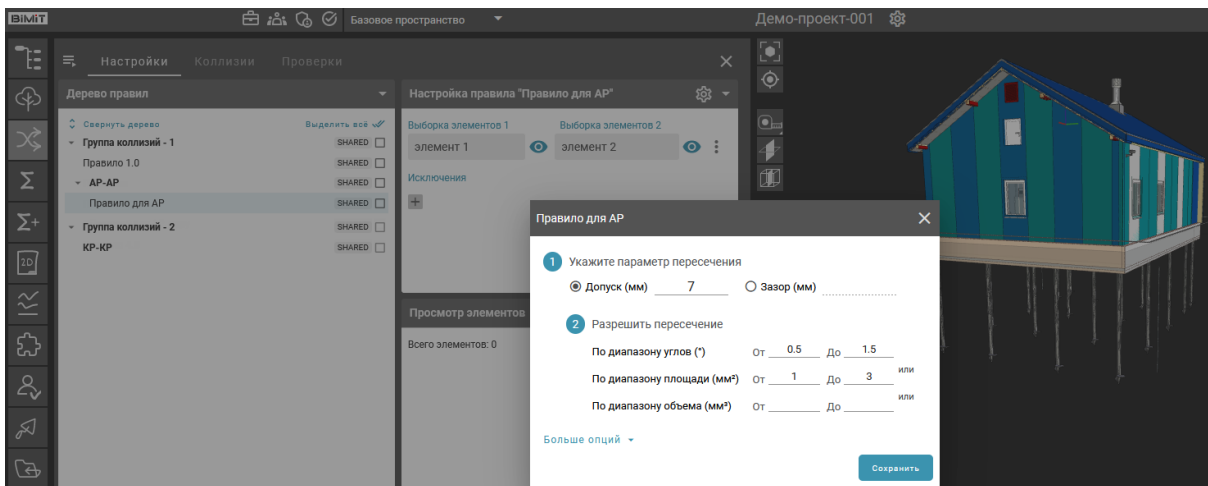 BIMIT
Базовое пространство
Демо-проект-001
Настройки Коллизии Проверки
Дерево правил
Настройка правила "Правило для АР"
Свернуть дерево Выделить всё
Группа коллизий - 1 SHARED
Правило 1.0 SHARED
АР-АР SHARED
Правило для АР SHARED
Группа коллизий - 2 SHARED
КР-КР SHARED
Выборка элементов 1 Выборка элементов 2
элемент 1 элемент 2
Исключения
Просмотр элементов
Всего элементов: 0
2D
Правило для АР
1 Укажите параметр пересечения
Допуск (мм) 7 Зазор (мм)
2 Разрешить пересечение
По диапазону углов (°) От 0.5 До 1.5
или
По диапазону площади (мм²) От 1 До 3
или
По диапазону объема (мм³) От До
Больше опций
Сохранить